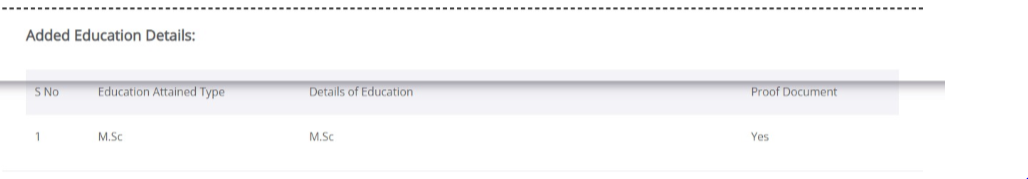 Added Education Details:
S No Education Attained Type Details of Education Proof Document
1 M.Sc M.Sc Yes